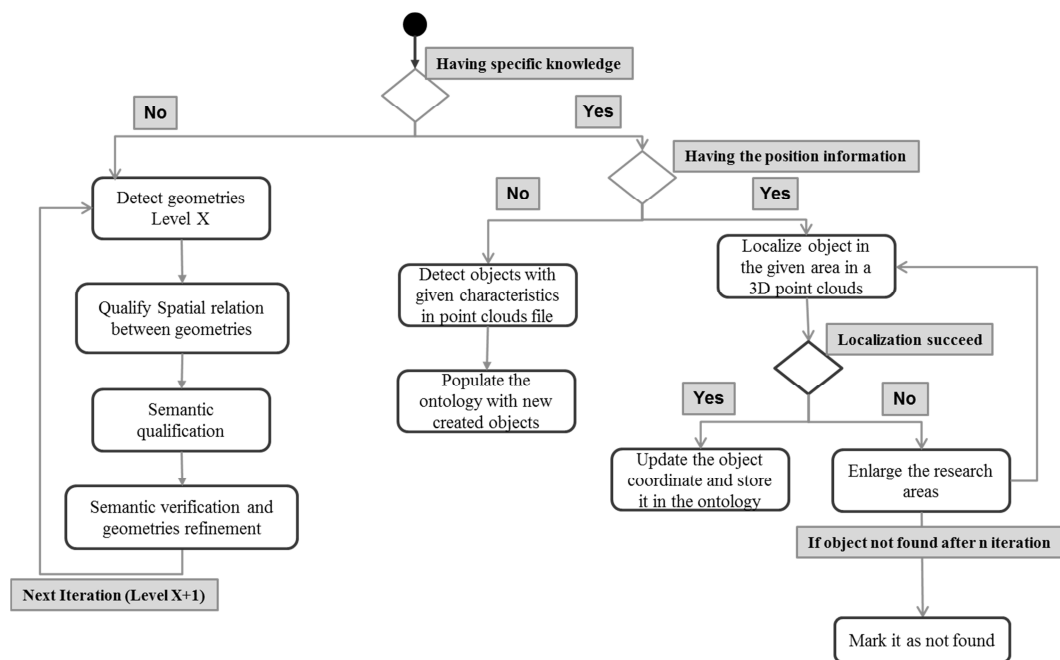 Having specific knowledge
No
Yes
Having the position information
No
Yes
Detect geometries
Level X
Localize object in
the given area in a
3D point clouds
Detect objects with
given characteristics
in point clouds file
Qualify Spatial relation
between geometries
Localization succeed
Populate the
ontology with new
created objects
Yes
No
Semantic
qualification
Update the object
coordinate and store
it in the ontology
Enlarge the research
areas
Semantic verification and
geometries refinement
If object not found after n iteration
Next Iteration (Level X+1)
Mark it as not found